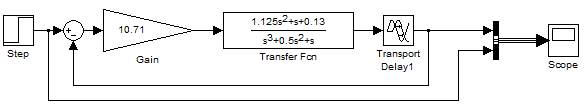 10.71
1.125s²+s+0.13
s³+0.5s²+s
Step
Gain
Transfer Fcn
Transport
Delay1
Scope